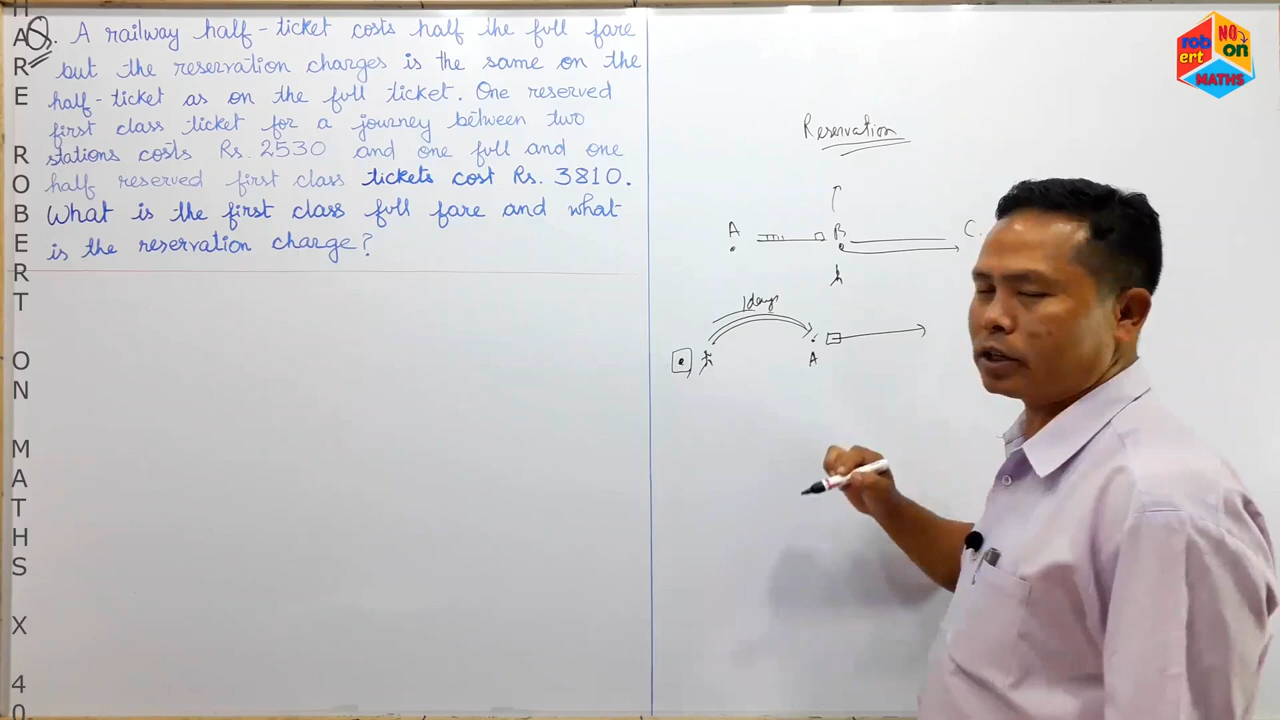 Q. A railway half-ticket costs half the full fare
but the reservation charges is the same on the
half-ticket as on the full ticket. One reserved
first class ticket for a journey between two
stations costs Rs. 2530 and one full and one
half reserved first class tickets cost Rs. 3810.
What is the first class full fare and what
is the reservation charge?
HARE ROBERT ON MATHS X 40
Reservation
A B C.
1 days
A
robert NO on MATHS